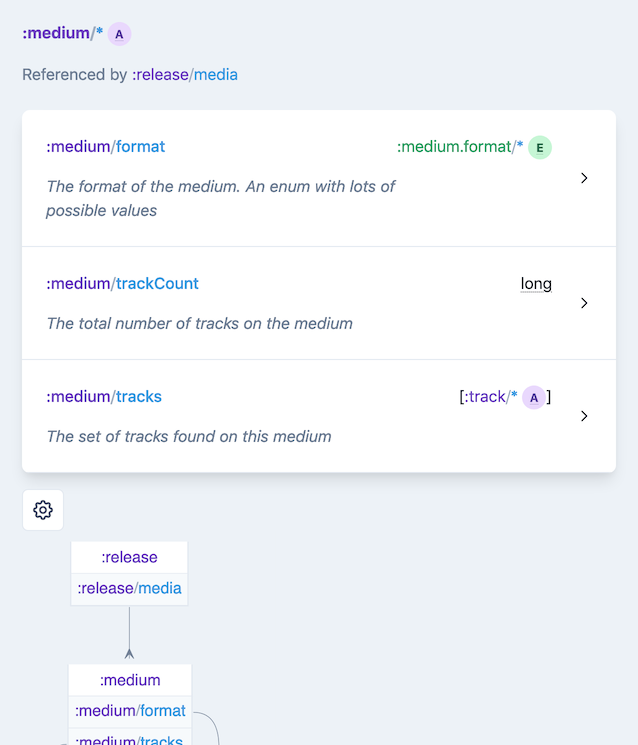 :medium/* A
Referenced by :release/media
:medium/format :medium.format/* E
The format of the medium. An enum with lots of
possible values
:medium/trackCount long
The total number of tracks on the medium
:medium/tracks [:track/* A ]
The set of tracks found on this medium
:release
:release/media
:medium
:medium/format
:medium/tracks